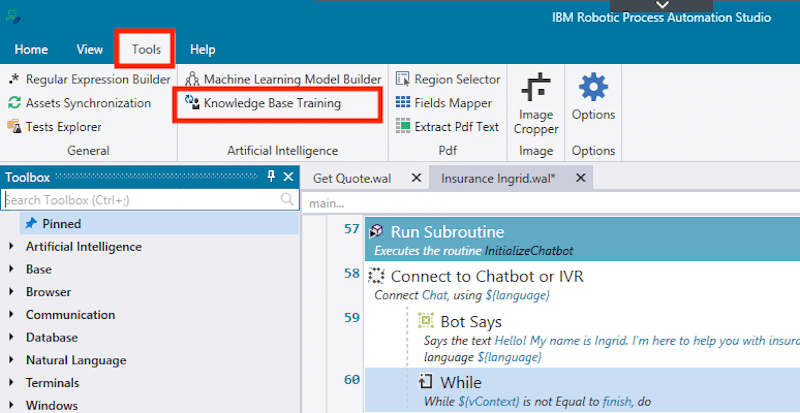 IBM Robotic Process Automation Studio
Home View Tools Help
Regular Expression Builder Machine Learning Model Builder Region Selector
Assets Synchronization Knowledge Base Training Fields Mapper Image Cropper Options
Tests Explorer Extract Pdf Text
General Artificial Intelligence Pdf Image Options
Toolbox
Get Quote.wal Insurance Ingrid.wal*
Search Toolbox (Ctrl+;)
main...
Pinned
Artificial Intelligence
Base
Browser
Communication
Database
Natural Language
Terminals
Windows
57 Run Subroutine
Executes the routine InitializeChatbot
58 Connect to Chatbot or IVR
Connect Chat, using ${language}
59 Bot Says
Says the text Hello! My name is Ingrid. I'm here to help you with insur
language ${language}
60 While
While ${vContext} is not Equal to finish, do